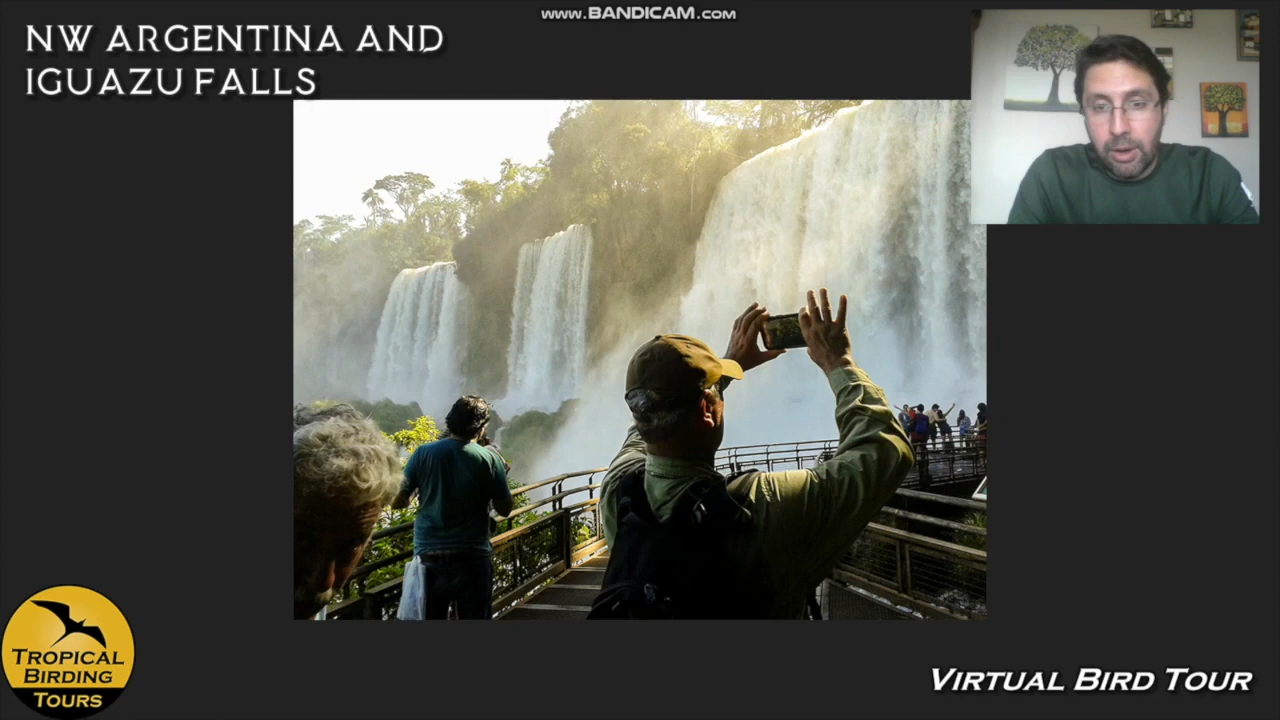 www.BANDICAM.com
NW ARGENTINA AND
IGUAZU FALLS
TROPICAL
BIRDING
TOURS
VIRTUAL BIRD TOUR